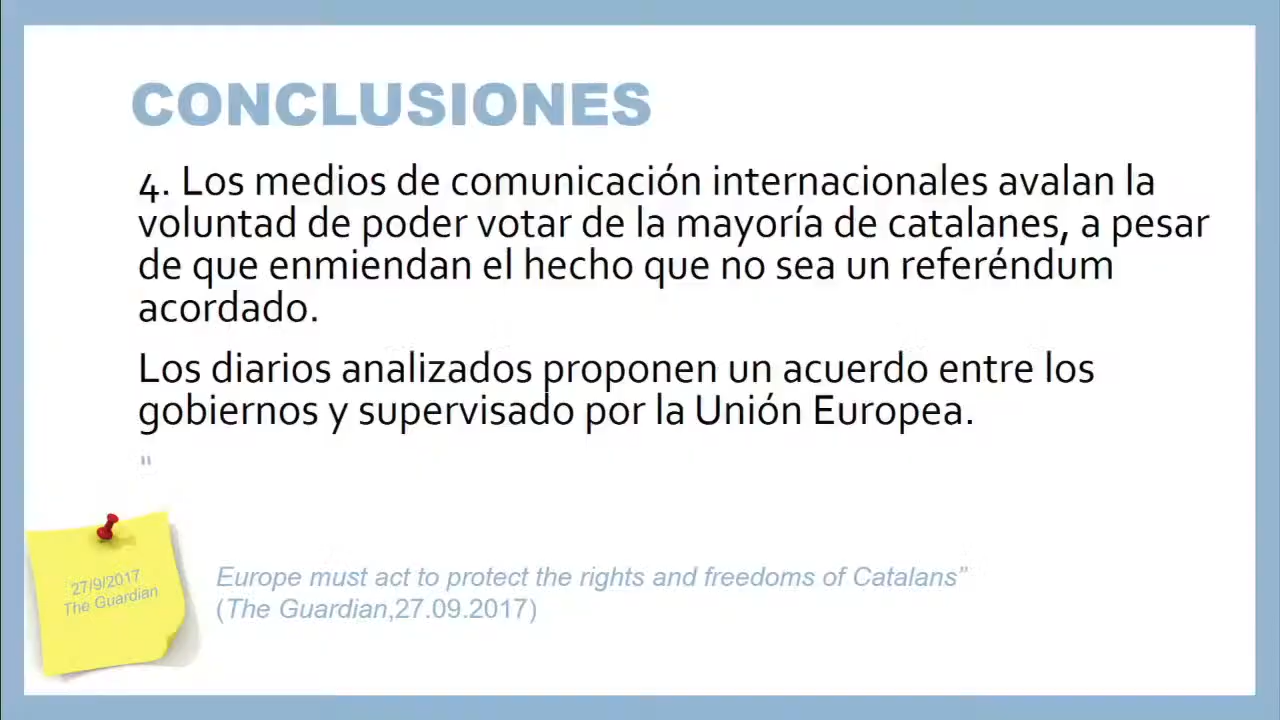 CONCLUSIONES
4. Los medios de comunicación internacionales avalan la
voluntad de poder votar de la mayoría de catalanes, a pesar
de que enmiendan el hecho que no sea un referéndum
acordado.
Los diarios analizados proponen un acuerdo entre los
gobiernos y supervisado por la Unión Europea.
"
27/9/2017
The Guardian
Europe must act to protect the rights and freedoms of Catalans”
(The Guardian,27.09.2017)